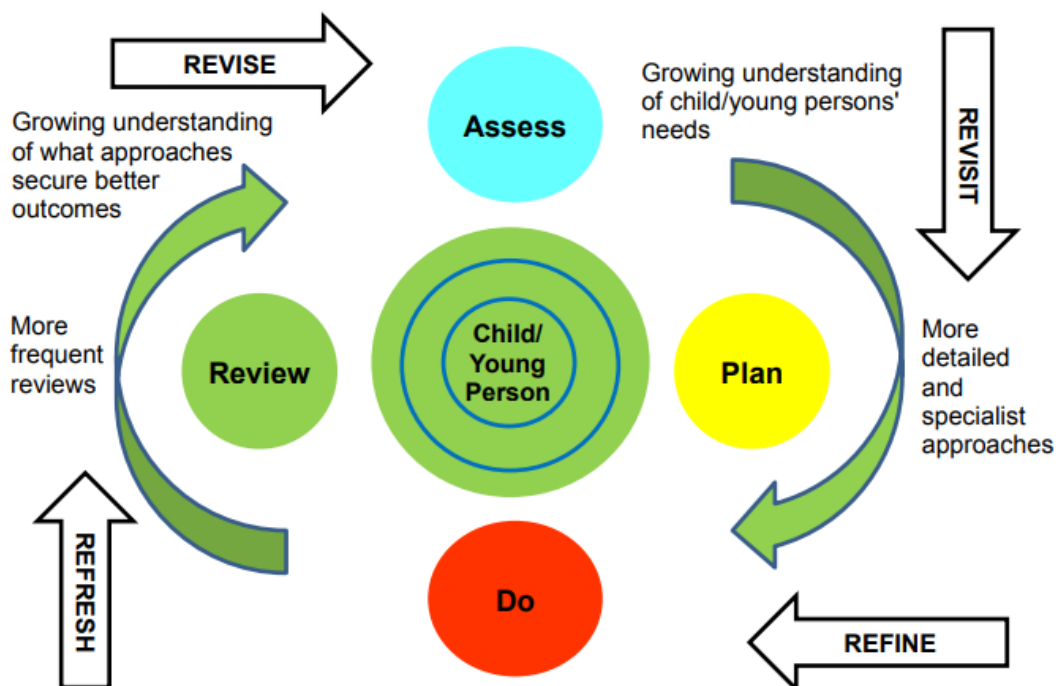 REVISE
Growing understanding
of what approaches
secure better
outcomes
Assess
Growing understanding
of child/young persons'
needs
REVISIT
More
frequent
reviews
Review
Child/
Young
Person
Plan
More
detailed
and
specialist
approaches
REFRESH
Do
REFINE